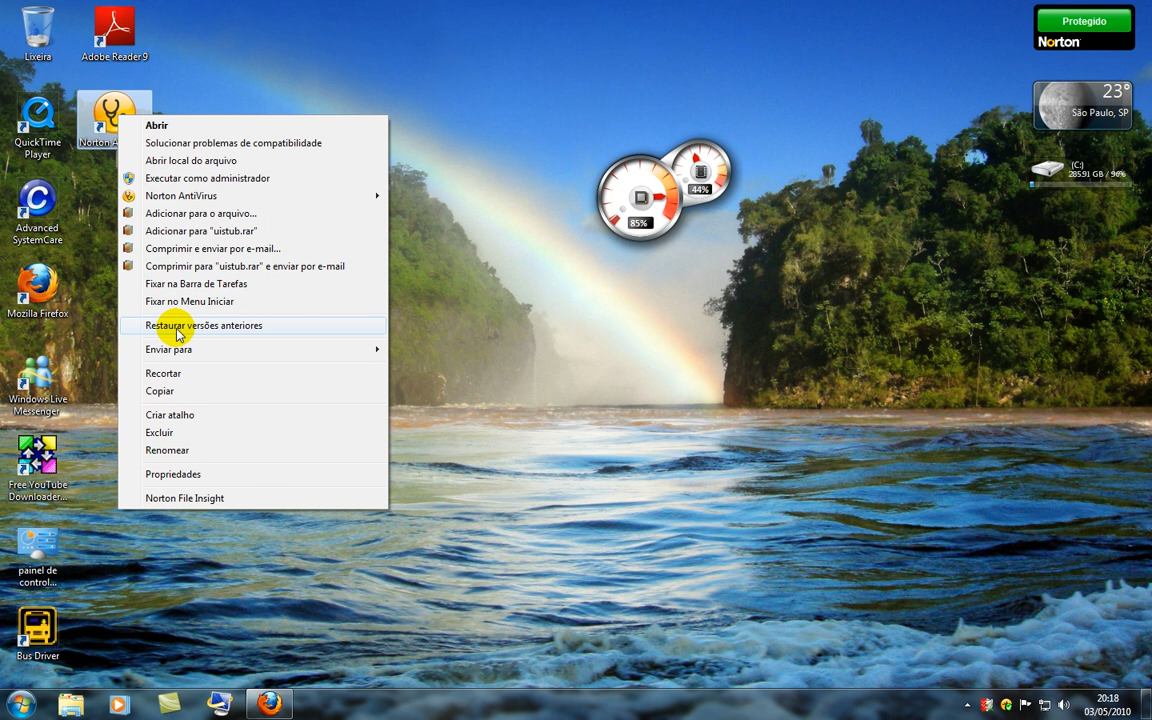 Lixeira
Adobe Reader 9
QuickTime
Player
Norton
Advanced
SystemCare
Mozilla Firefox
Windows Live
Messenger
Free YouTube
Downloader...
painel de
control...
Bus Driver
Abrir
Solucionar problemas de compatibilidade
Abrir local do arquivo
Executar como administrador
Norton AntiVirus
Adicionar para o arquivo...
Adicionar para "uistub.rar"
Comprimir e enviar por e-mail...
Comprimir para "uistub.rar" e enviar por e-mail
Fixar na Barra de Tarefas
Fixar no Menu Iniciar
Restaurar versões anteriores
Enviar para
Recortar
Copiar
Criar atalho
Excluir
Renomear
Propriedades
Norton File Insight
85%
44%
Protegido
Norton
23°
São Paulo, SP
(C:)
285.91 GB / 96%
20:18
03/05/2010